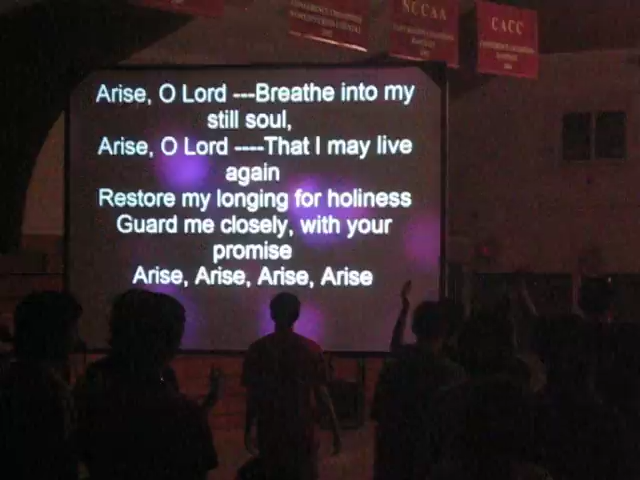 SCCAA
CACC
Arise, O Lord ---Breathe into my
still soul,
Arise, O Lord ----That I may live
again
Restore my longing for holiness
Guard me closely, with your
promise
Arise, Arise, Arise, Arise